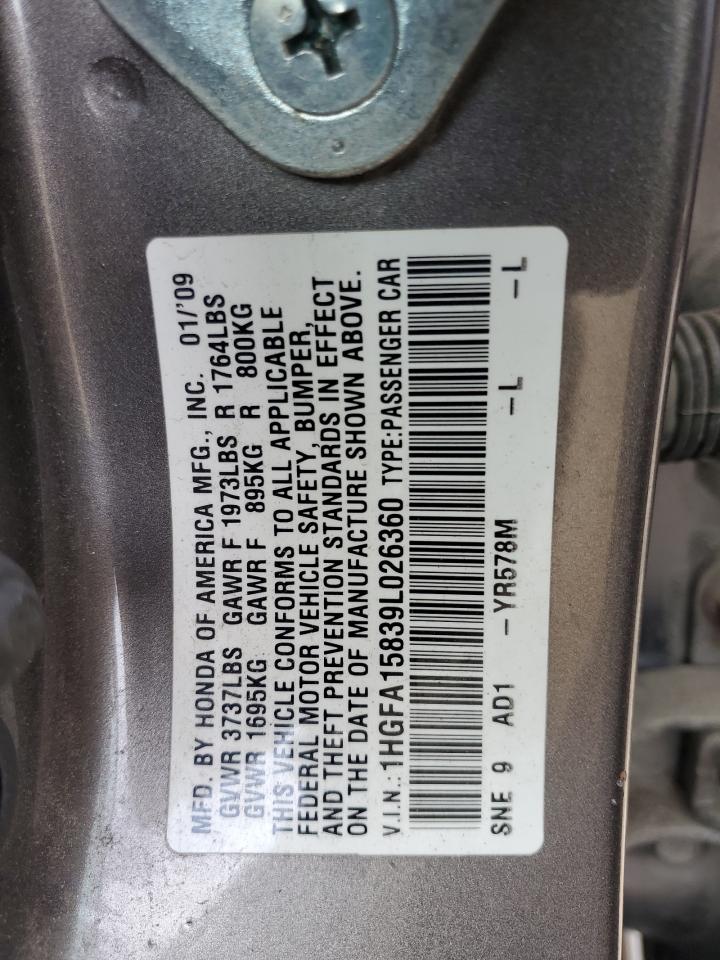 MFD. BY HONDA OF AMERICA MFG., INC. 01/'09
GVWR 3737LBS GAWR F 1973LBS R 1764LBS
GVWR 1695KG GAWR F 895KG R 800KG
THIS VEHICLE CONFORMS TO ALL APPLICABLE
FEDERAL MOTOR VEHICLE SAFETY, BUMPER,
AND THEFT PREVENTION STANDARDS IN EFFECT
ON THE DATE OF MANUFACTURE SHOWN ABOVE.
V.I.N.: 1HGFA15839L026360 TYPE:PASSENGER CAR
SNE 9 AD1 -YR578M -L -L